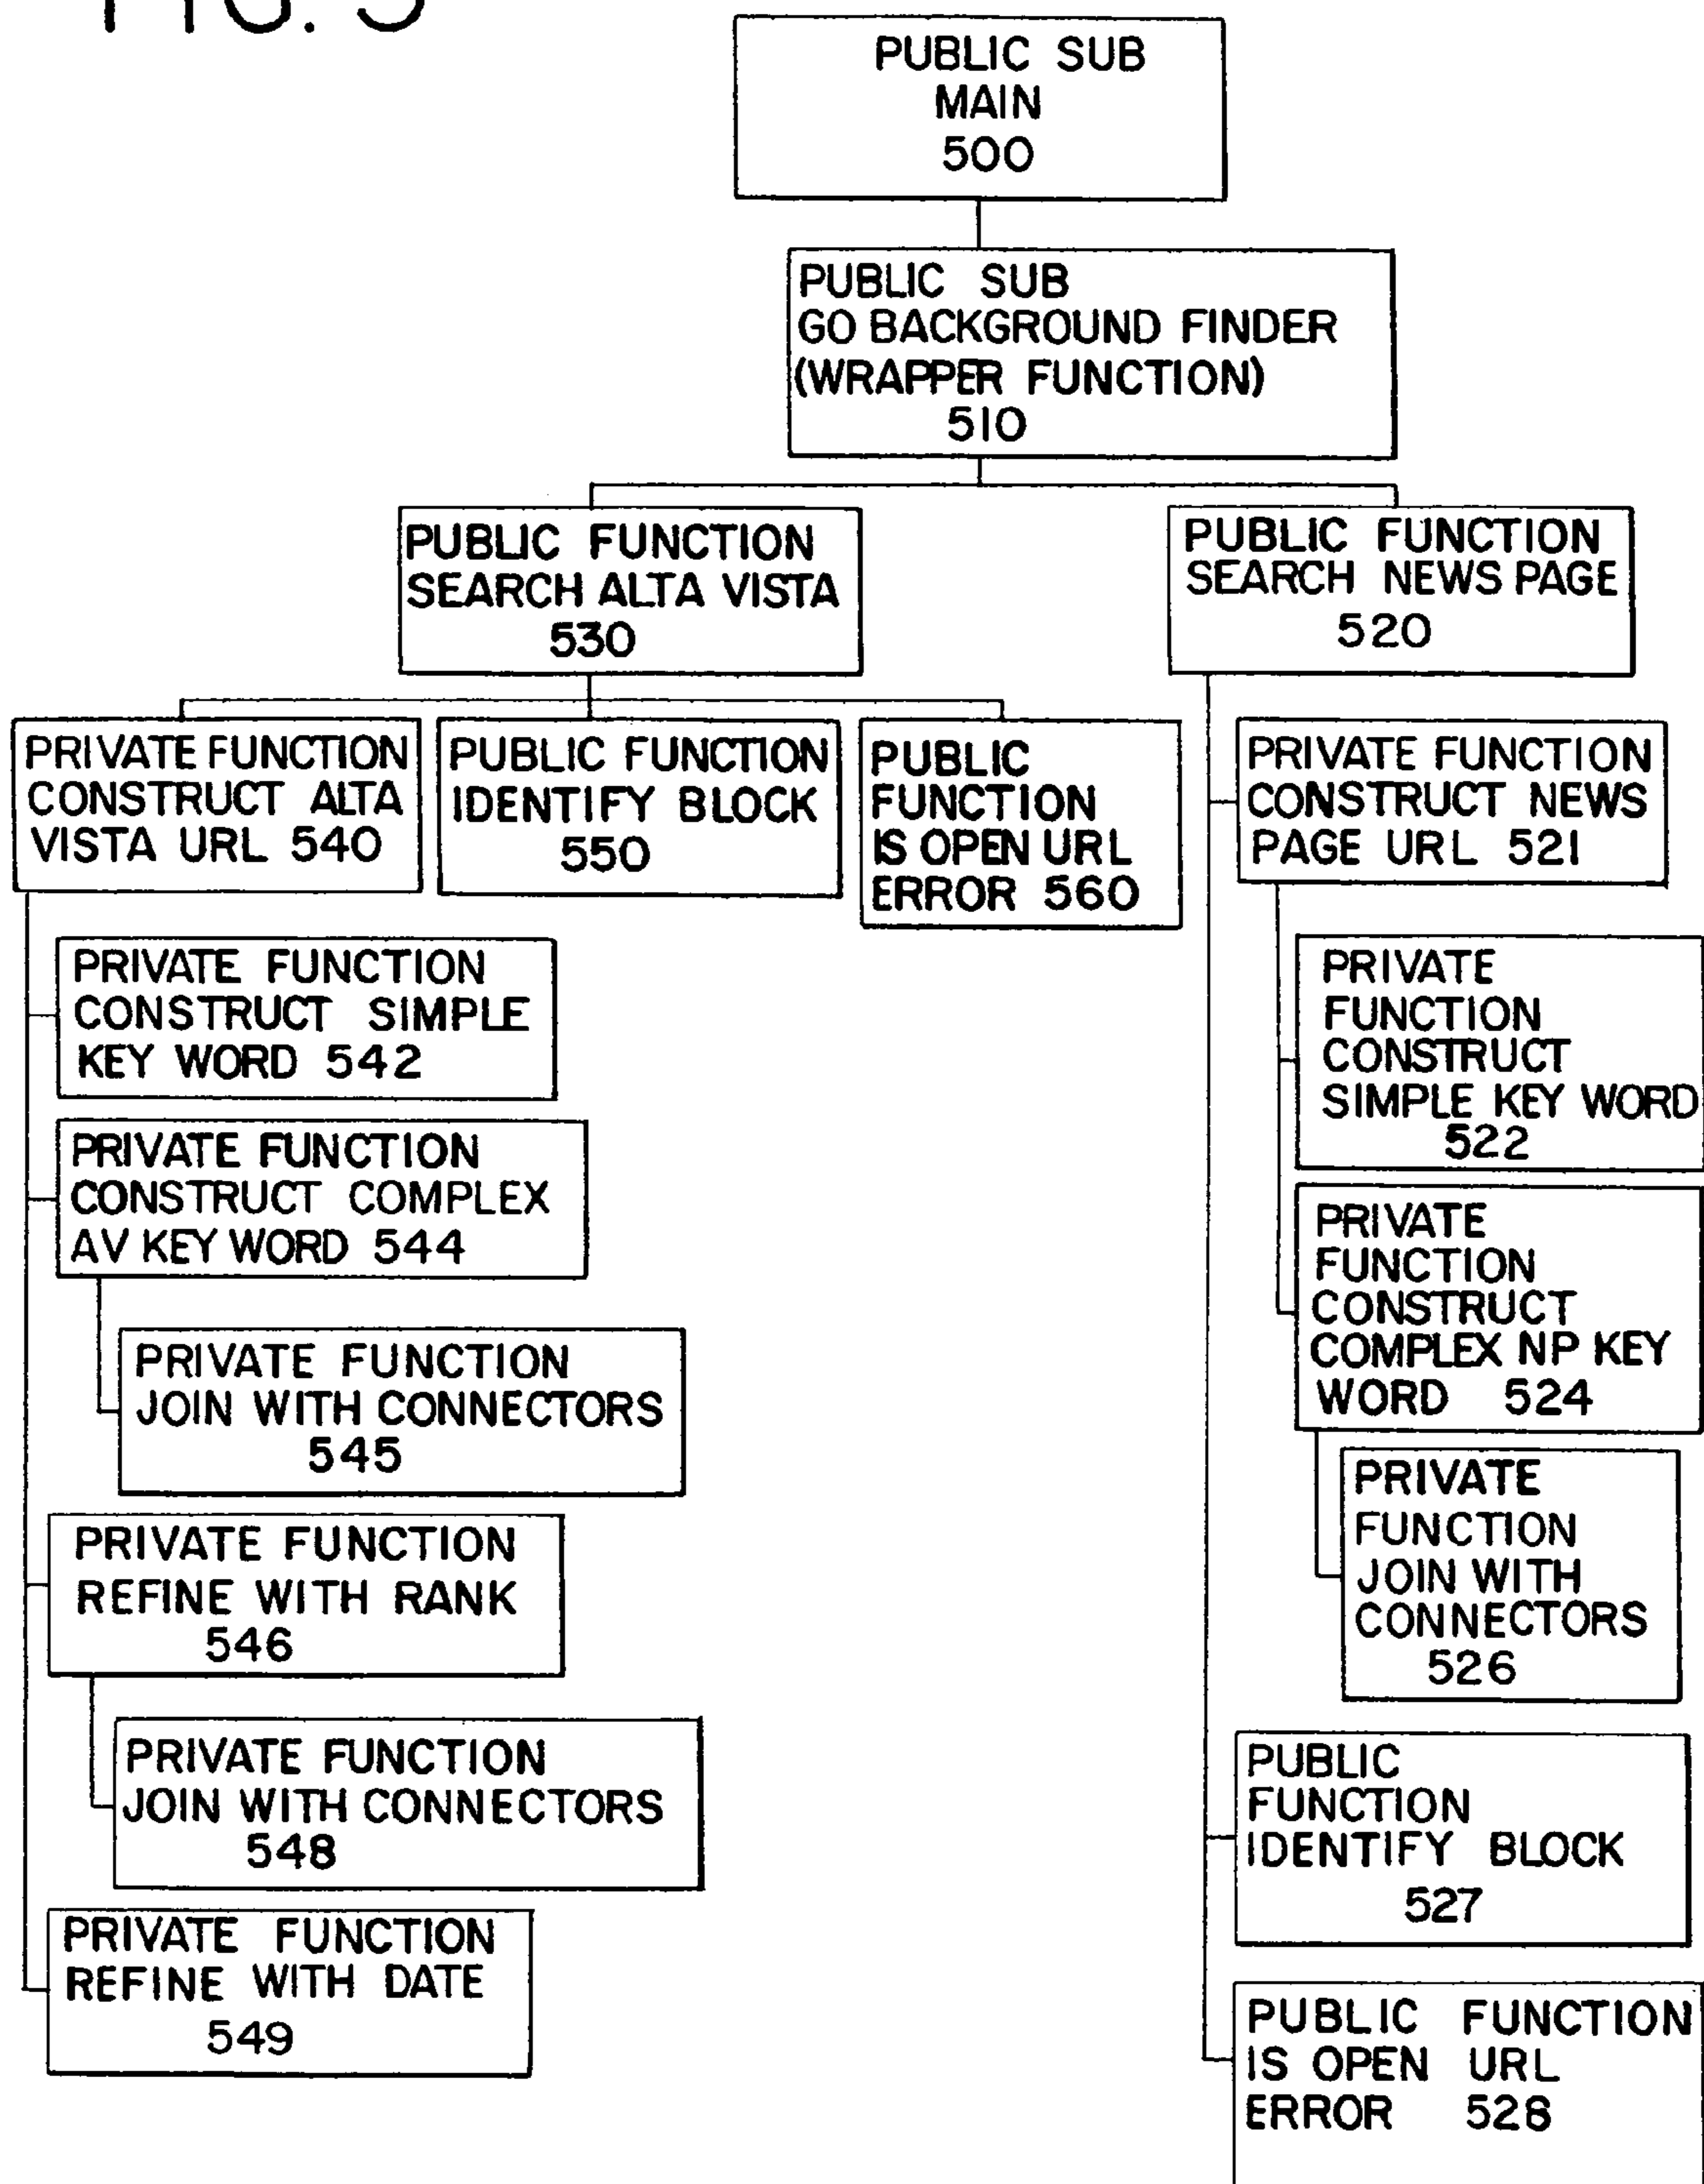 FIG. 5
PUBLIC SUB
MAIN
500
PUBLIC SUB
GO BACKGROUND FINDER
(WRAPPER FUNCTION)
510
PUBLIC FUNCTION
SEARCH ALTA VISTA
530
PUBLIC FUNCTION
SEARCH NEWS PAGE
520
PRIVATE FUNCTION
CONSTRUCT ALTA
VISTA URL 540
PUBLIC FUNCTION
IDENTIFY BLOCK
550
PUBLIC
FUNCTION
IS OPEN URL
ERROR 560
PRIVATE FUNCTION
CONSTRUCT NEWS
PAGE URL 521
PRIVATE FUNCTION
CONSTRUCT SIMPLE
KEY WORD 542
PRIVATE FUNCTION
CONSTRUCT COMPLEX
AV KEY WORD 544
PRIVATE FUNCTION
JOIN WITH CONNECTORS
545
PRIVATE FUNCTION
REFINE WITH RANK
546
PRIVATE FUNCTION
JOIN WITH CONNECTORS
548
PRIVATE FUNCTION
REFINE WITH DATE
549
PRIVATE
FUNCTION
CONSTRUCT
SIMPLE KEY WORD
522
PRIVATE
FUNCTION
CONSTRUCT
COMPLEX NP KEY
WORD 524
PRIVATE
FUNCTION
JOIN WITH
CONNECTORS
526
PUBLIC
FUNCTION
IDENTIFY BLOCK
527
PUBLIC FUNCTION
IS OPEN URL
ERROR 528